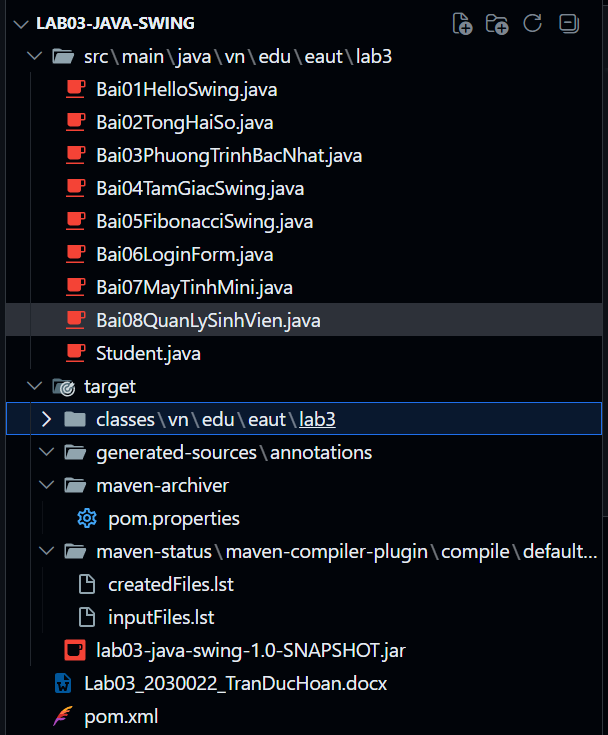 LAB03-JAVA-SWING
src\main\java\vn\edu\eaut\lab3
Bai01HelloSwing.java
Bai02TongHaiSo.java
Bai03PhuongTrinhBacNhat.java
Bai04TamGiacSwing.java
Bai05FibonacciSwing.java
Bai06LoginForm.java
Bai07MayTinhMini.java
Bai08QuanLySinhVien.java
Student.java
target
classes\vn\edu\eaut\lab3
generated-sources\annotations
maven-archiver
pom.properties
maven-status\maven-compiler-plugin\compile\default...
createdFiles.lst
inputFiles.lst
lab03-java-swing-1.0-SNAPSHOT.jar
Lab03_2030022_TranDucHoan.docx
pom.xml